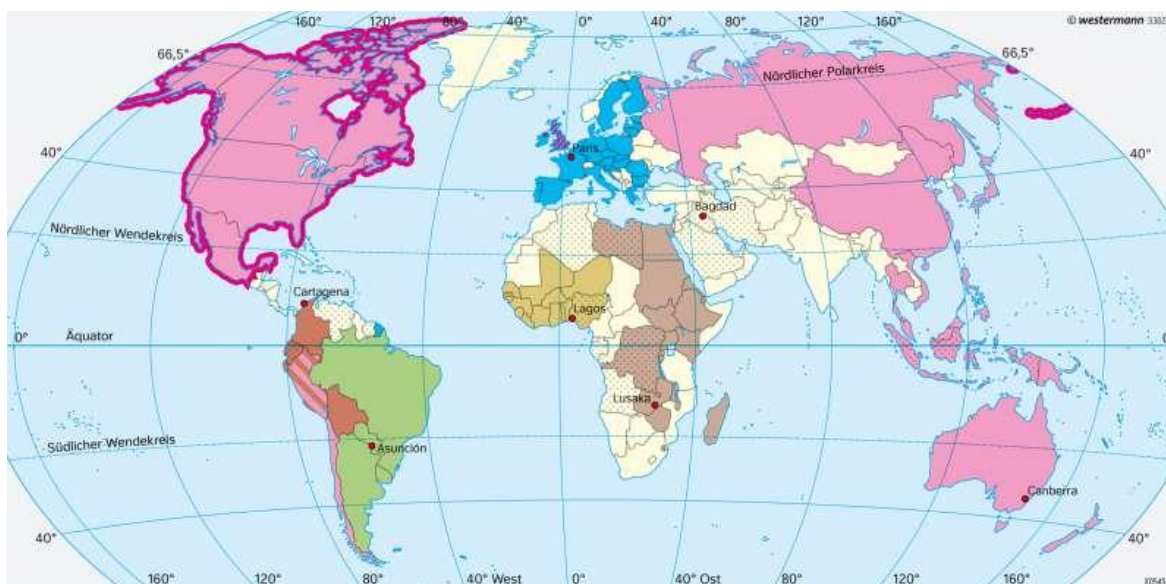 160° 120° 80° 40° 0° 40° 80° 120° 160°
© westermann
66,5°
66,5°
Nördlicher Polarkreis
40°
Paris
40°
Bagdad
Nördlicher Wendekreis
Cartagena
Lagos
0°
Äquator
0°
Lusaka
Südlicher Wendekreis
Asunción
Canberra
40°
40°
160° 120° 80° 40° West 0° 40° Ost 80° 120° 160°